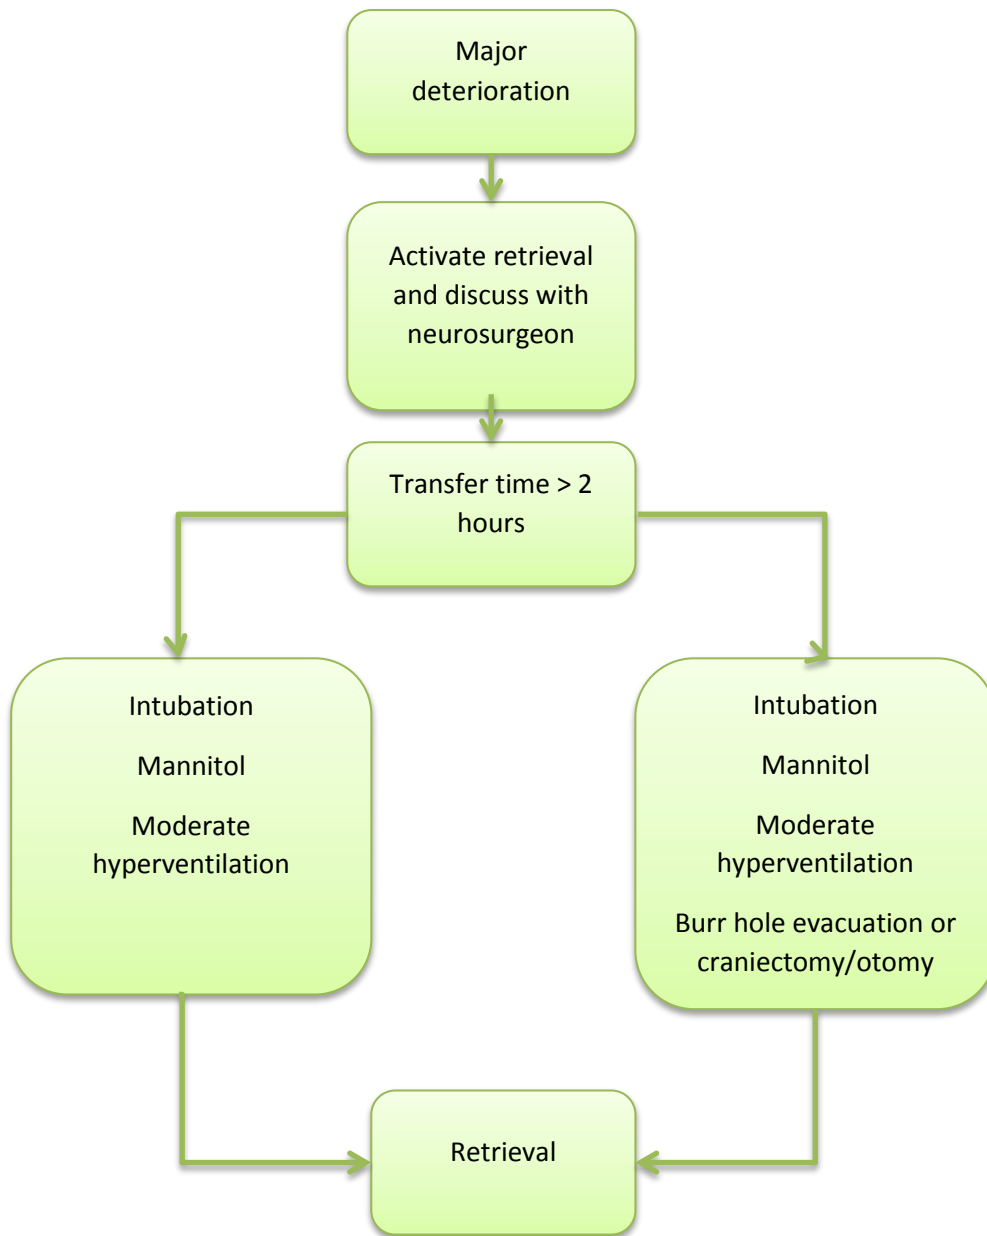 Major
deterioration
Activate retrieval
and discuss with
neurosurgeon
Transfer time > 2
hours
Intubation
Mannitol
Moderate
hyperventilation
Intubation
Mannitol
Moderate
hyperventilation
Burr hole evacuation or
craniectomy/otomy
Retrieval